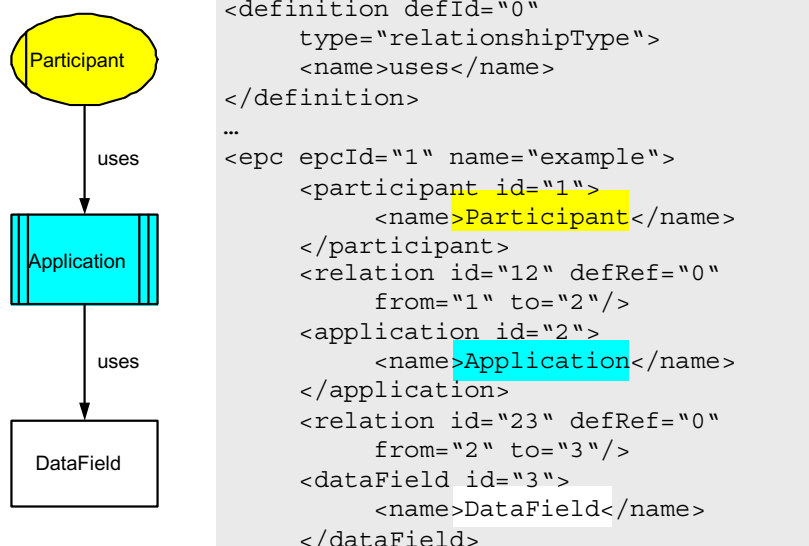 Participant
uses
Application
uses
DataField
<definition defId="0"
type="relationshipType">
<name>uses</name>
</definition>
…
<epc epcId="1" name="example">
<participant id="1">
<name>Participant</name>
</participant>
<relation id="12" defRef="0"
from="1" to="2"/>
<application id="2">
<name>Application</name>
</application>
<relation id="23" defRef="0"
from="2" to="3"/>
<dataField id="3">
<name>DataField</name>
</dataField>